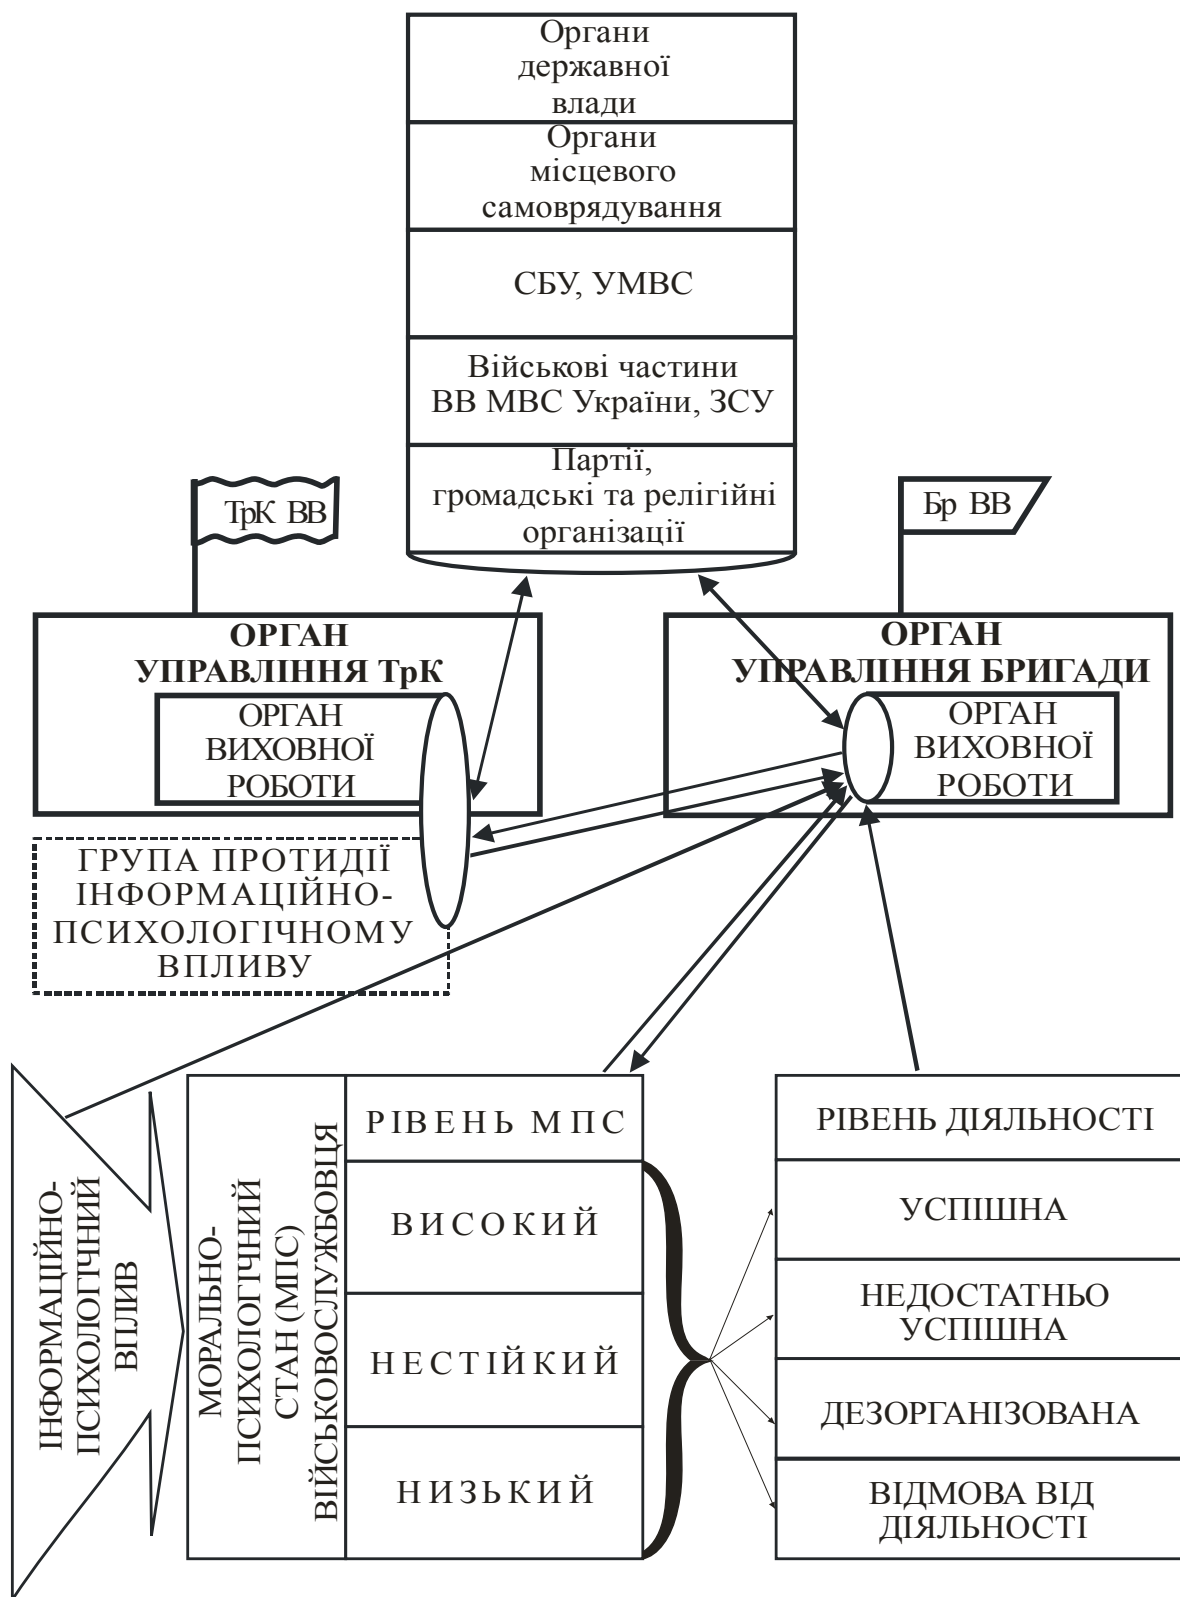 Органи
державної
влади
Органи
місцевого
самоврядування
СБУ, УМВС
Військові частини
ВВ МВС України, ЗСУ
Партії,
громадські та релігійні
організації
ТрК ВВ
Бр ВВ
ОРГАН
УПРАВЛІННЯ ТрК
ОРГАН
ВИХОВНОЇ
РОБОТИ
ОРГАН
УПРАВЛІННЯ БРИГАДИ
ОРГАН
ВИХОВНОЇ
РОБОТИ
ГРУПА ПРОТИДІЇ
ІНФОРМАЦІЙНО-
ПСИХОЛОГІЧНОМУ
ВПЛИВУ
ІНФОРМАЦІЙНО-
ПСИХОЛОГІЧНИЙ
ВПЛИВ
МОРАЛЬНО-
ПСИХОЛОГІЧНИЙ
СТАН (МПС)
ВІЙСЬКОВОСЛУЖБОВЦЯ
РІВЕНЬ МПС
ВИСОКИЙ
НЕСТІЙКИЙ
НИЗЬКИЙ
РІВЕНЬ ДІЯЛЬНОСТІ
УСПІШНА
НЕДОСТАТНЬО
УСПІШНА
ДЕЗОРГАНІЗОВАНА
ВІДМОВА ВІД
ДІЯЛЬНОСТІ